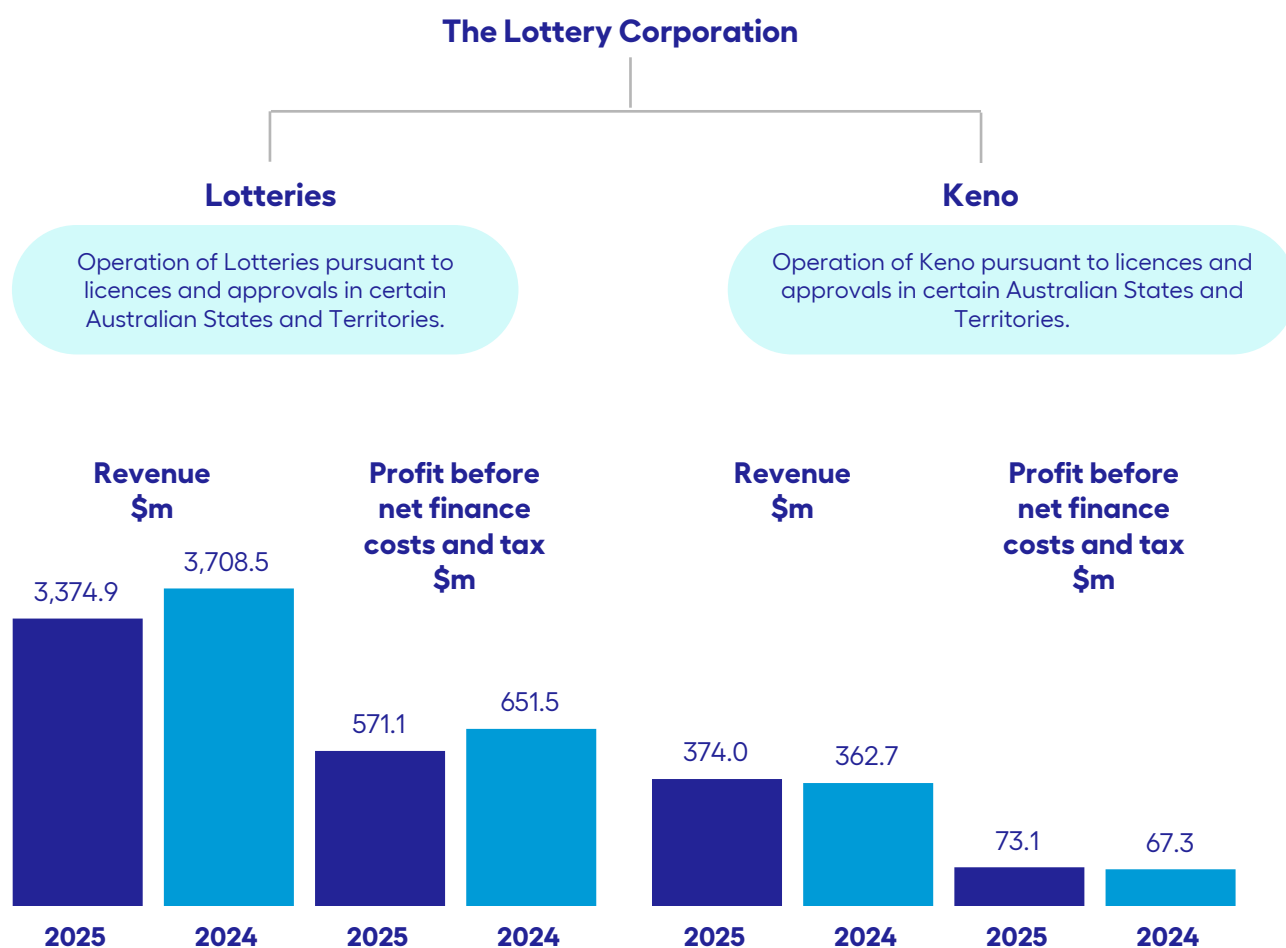 The Lottery Corporation
Lotteries
Operation of Lotteries pursuant to
licences and approvals in certain
Australian States and Territories.
Keno
Operation of Keno pursuant to licences and
approvals in certain Australian States and
Territories.
Revenue
$m
3,374.9
3,708.5
2025
2024
Profit before
net finance
costs and tax
$m
571.1
651.5
2025
2024
Revenue
$m
374.0
362.7
2025
2024
Profit before
net finance
costs and tax
$m
73.1
67.3
2025
2024